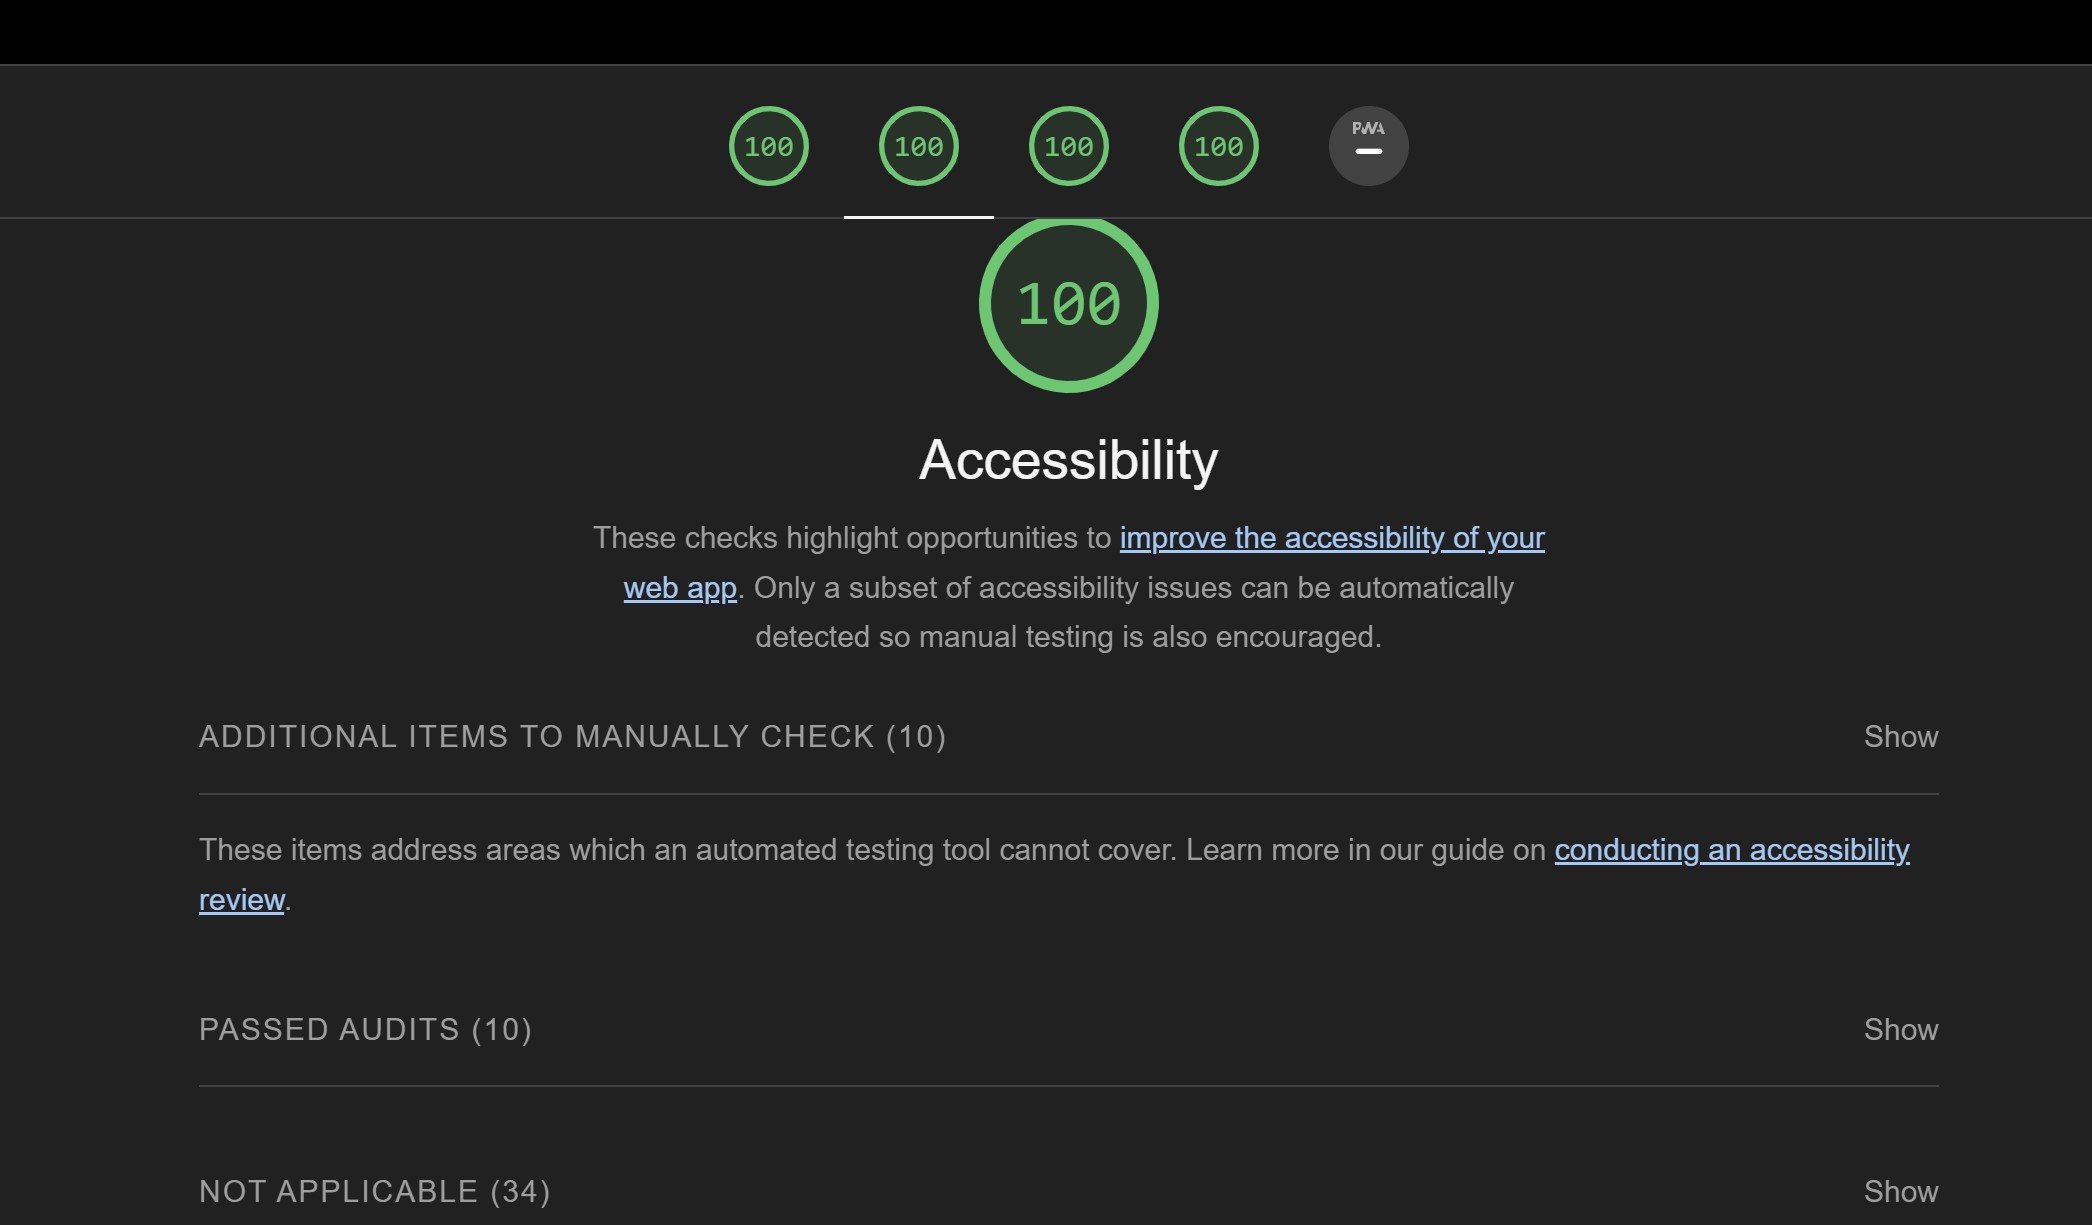 100 100 100 100 PWA
100
Accessibility
These checks highlight opportunities to improve the accessibility of your
web app. Only a subset of accessibility issues can be automatically
detected so manual testing is also encouraged.
ADDITIONAL ITEMS TO MANUALLY CHECK (10) Show
These items address areas which an automated testing tool cannot cover. Learn more in our guide on conducting an accessibility
review.
PASSED AUDITS (10) Show
NOT APPLICABLE (34) Show